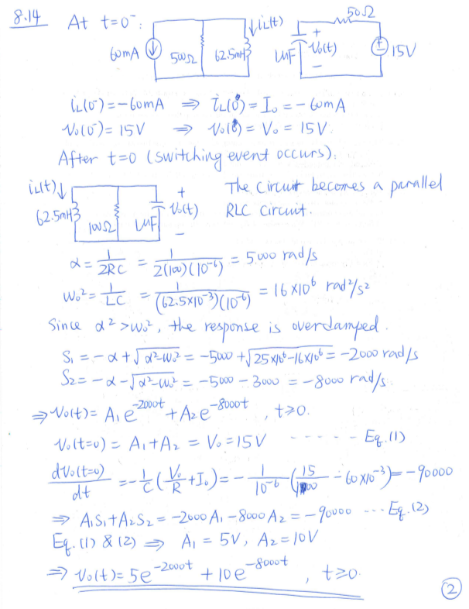 8.14 At t=0⁻:
60mA 500Ω 62.5mH iL(t) 1μF + V₀(t) − 50Ω 15V
iL(0⁻)=-60mA ⇒ iL(0)=I₀=-60mA
V₀(0⁻)=15V ⇒ V₀(0)=V₀=15V.
After t=0 (switching event occurs).
iL(t)↓ 62.5mH 100Ω 1μF + V₀(t) −
The circuit becomes a parallel
RLC circuit.
α = 1/2RC = 1/2(100)(10⁻⁶) = 5000 rad/s
ω₀² = 1/LC = 1/(62.5×10⁻³)(10⁻⁶) = 16×10⁶ rad²/s²
Since α²>ω₀², the response is overdamped.
S₁=-α+√α²-ω₀² = -5000+√25×10⁶-16×10⁶ = -2000 rad/s
S₂=-α-√α²-ω₀² = -5000-3000 = -8000 rad/s.
⇒ V₀(t)= A₁e^-2000t + A₂e^-8000t, t≥0.
V₀(t=0) = A₁+A₂ = V₀=15V ----- Eq.(1)
dV₀(t=0)/dt = -1/C(V₀/R+I₀) = -1/10⁻⁶(15/100 - 60×10⁻³) = -90000
⇒ A₁S₁+A₂S₂ = -2000A₁-8000A₂ = -90000 --- Eq.(2)
Eq.(1) & (2) ⇒ A₁ = 5V, A₂=10V
⇒ V₀(t)= 5e^-2000t + 10e^-8000t, t≥0.
2